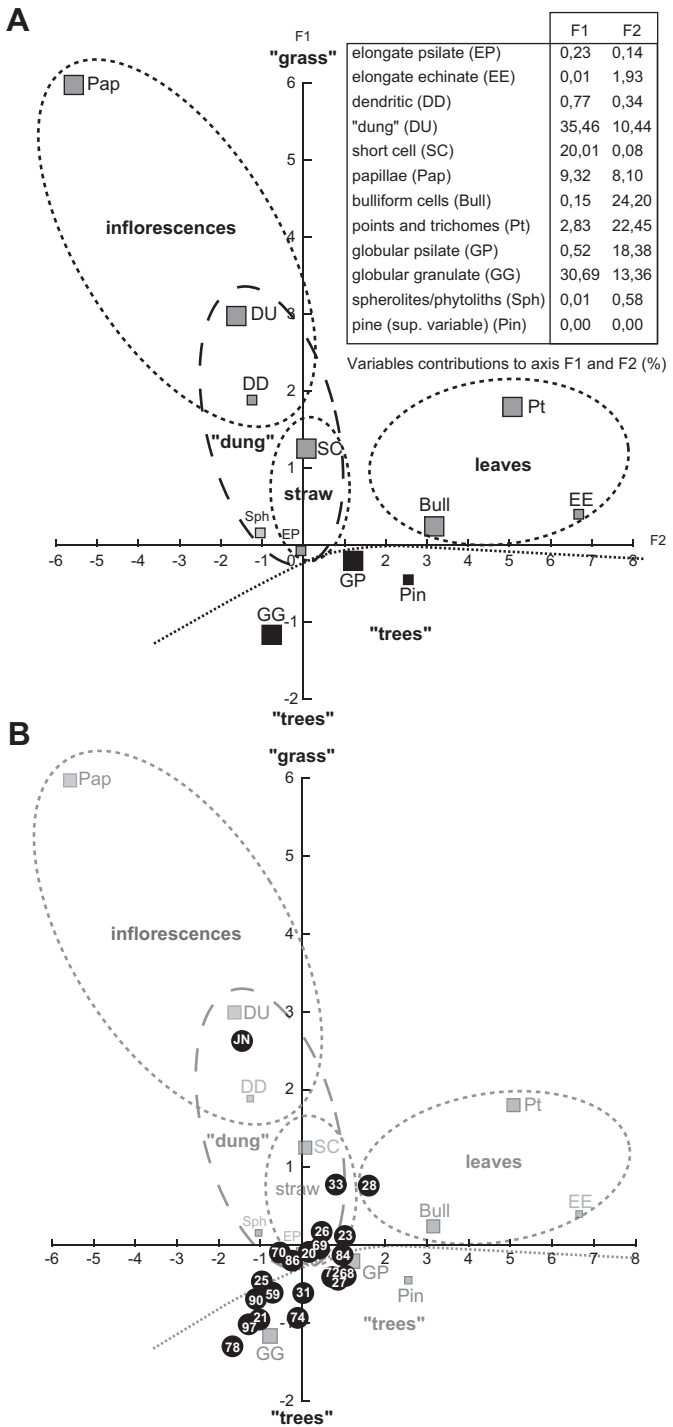 A
F1
"grass"
F1 F2
elongate psilate (EP) 0,23 0,14
elongate echinate (EE) 0,01 1,93
dendritic (DD) 0,77 0,34
"dung" (DU) 35,46 10,44
short cell (SC) 20,01 0,08
papillae (Pap) 9,32 8,10
bulliform cells (Bull) 0,15 24,20
points and trichomes (Pt) 2,83 22,45
globular psilate (GP) 0,52 18,38
globular granulate (GG) 30,69 13,36
spherolites/phytoliths (Sph) 0,01 0,58
pine (sup. variable) (Pin) 0,00 0,00
Variables contributions to axis F1 and F2 (%)
6
Pap
5
inflorescences
4
DU
3
DD
2
Pt
"dung"
SC
1
leaves
straw
Bull
EE
Sph
EP
F2
-6 -5 -4 -3 -2 -1 0 1 2 3 4 5 6 7 8
GP
Pin
GG
-1
"trees"
-2
"trees"
B
"grass"
6
Pap
5
inflorescences
4
DU
3
JN
DD
2
Pt
"dung"
SC
1
leaves
straw
33
28
Bull
EE
Sph
EP
26
23
-6 -5 -4 -3 -2 -1 2 3 4 5 6 7 8
70
86
20
69
84
GP
25
59
72
68
27
Pin
90
31
21
74
97
"trees"
78
GG
-2
"trees"